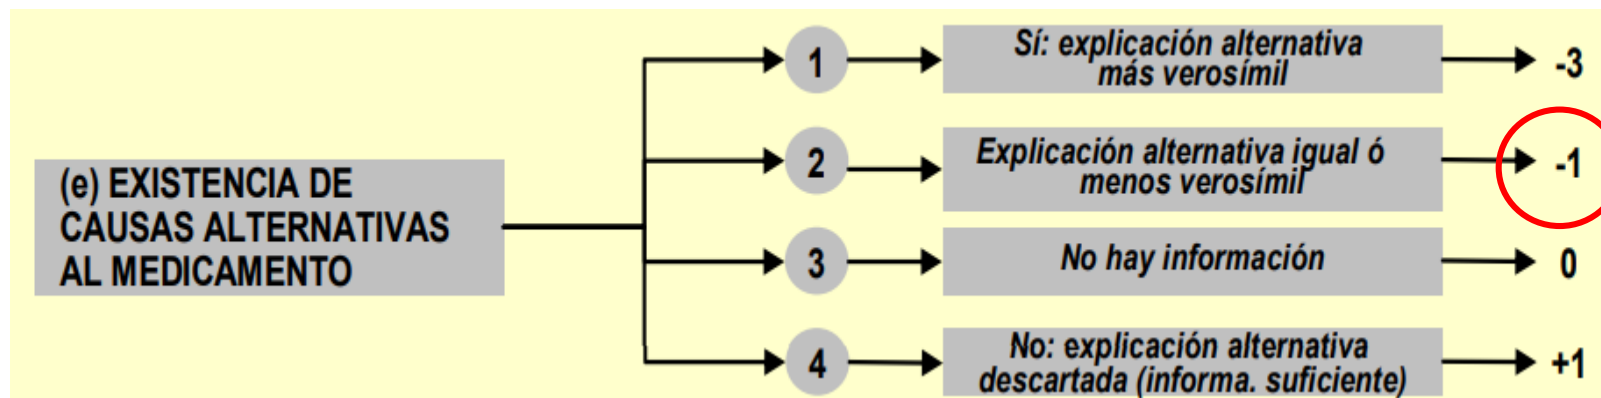 (e) EXISTENCIA DE
CAUSAS ALTERNATIVAS
AL MEDICAMENTO
1
Sí: explicación alternativa
más verosímil
-3
2
Explicación alternativa igual ó
menos verosímil
-1
3
No hay información
0
4
No: explicación alternativa
descartada (informa. suficiente)
+1